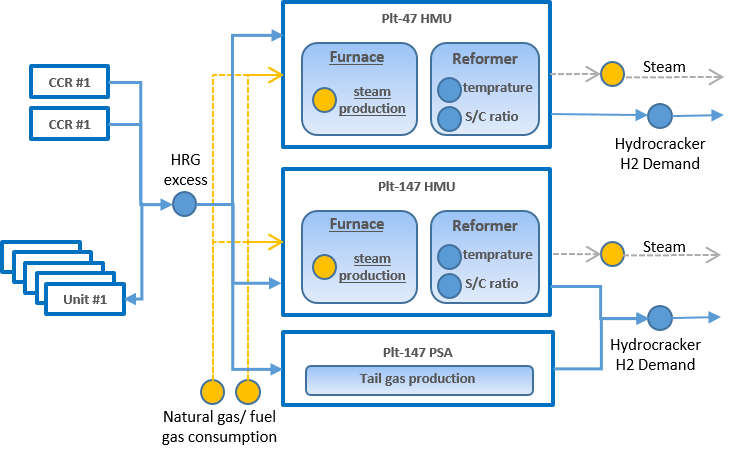 Plt-47 HMU
Furnace
steam
production
Reformer
temprature
S/C ratio
Steam
Hydrocracker
H2 Demand
CCR #1
CCR #1
HRG
excess
Unit #1
Plt-147 HMU
Furnace
steam
production
Reformer
temprature
S/C ratio
Steam
Hydrocracker
H2 Demand
Plt-147 PSA
Tail gas production
Natural gas/ fuel
gas consumption